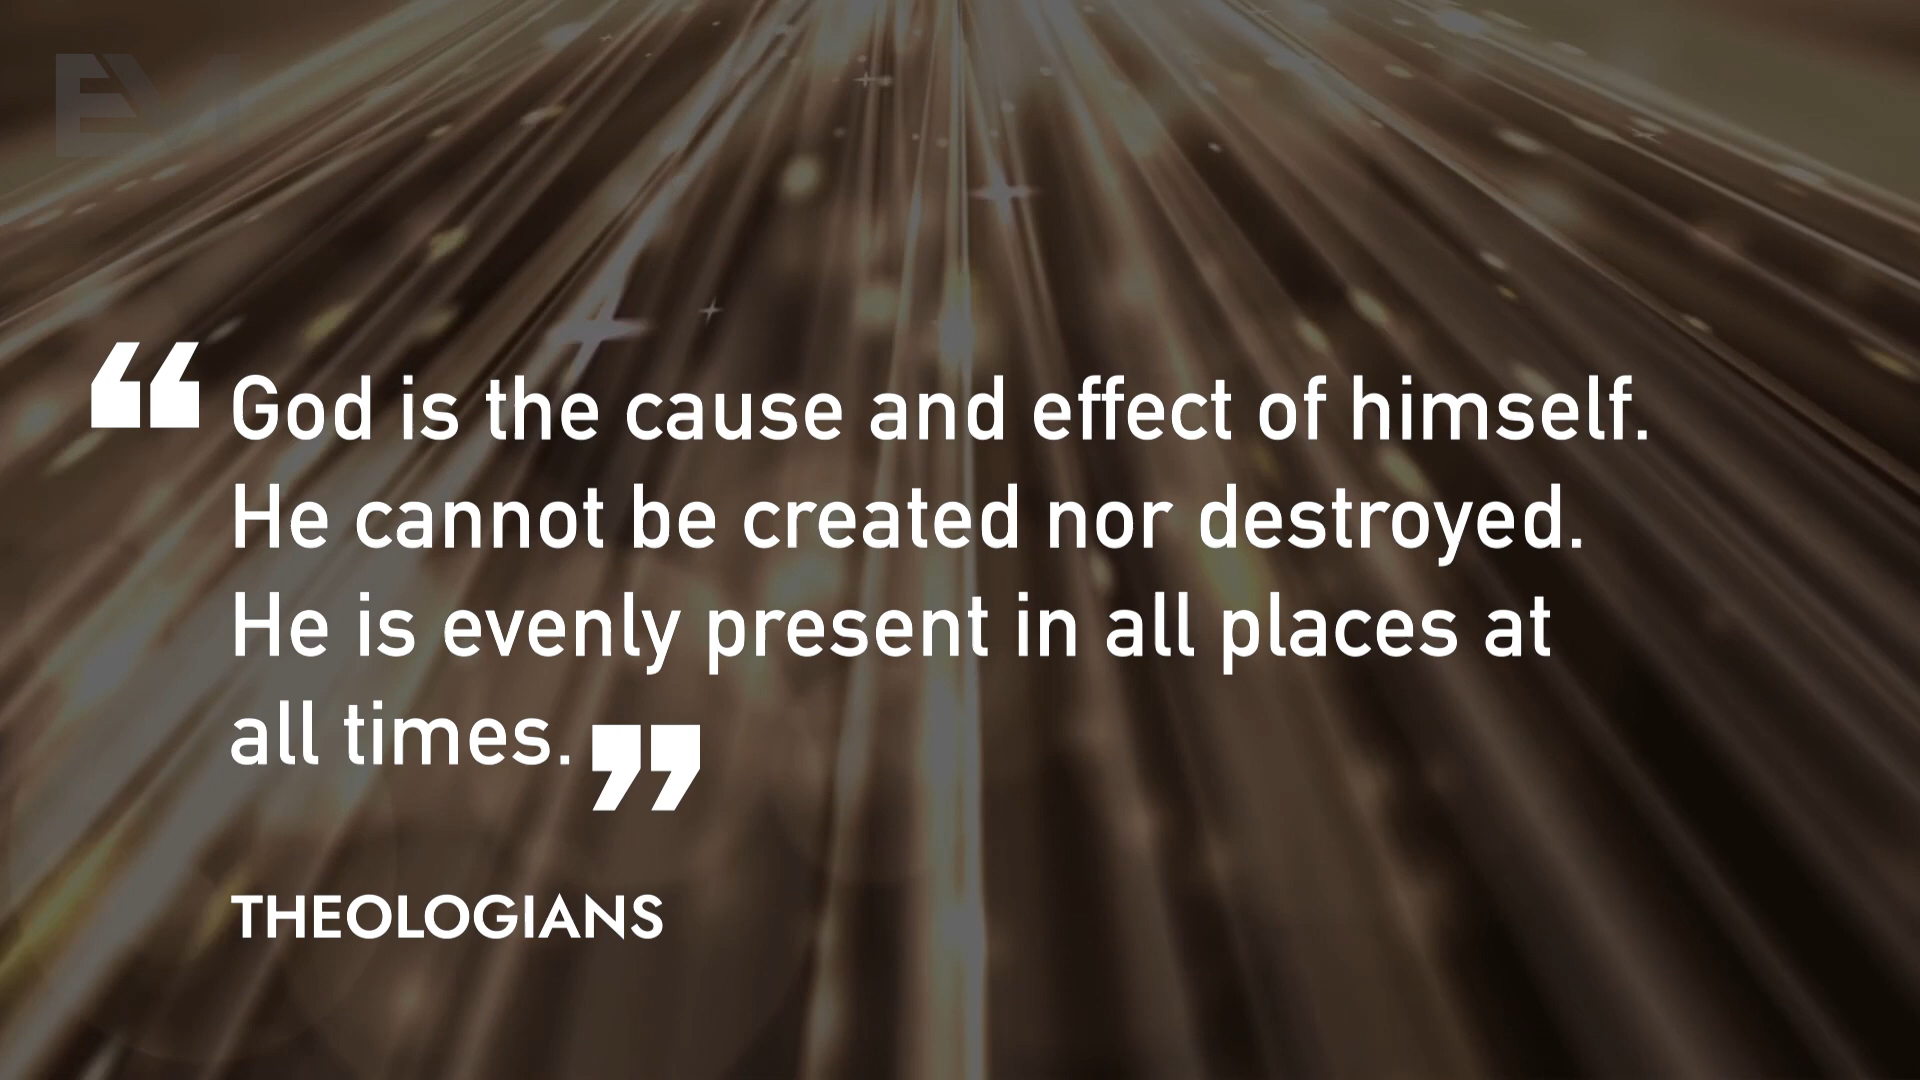 “God is the cause and effect of himself.
He cannot be created nor destroyed.
He is evenly present in all places at
all times.”
THEOLOGIANS